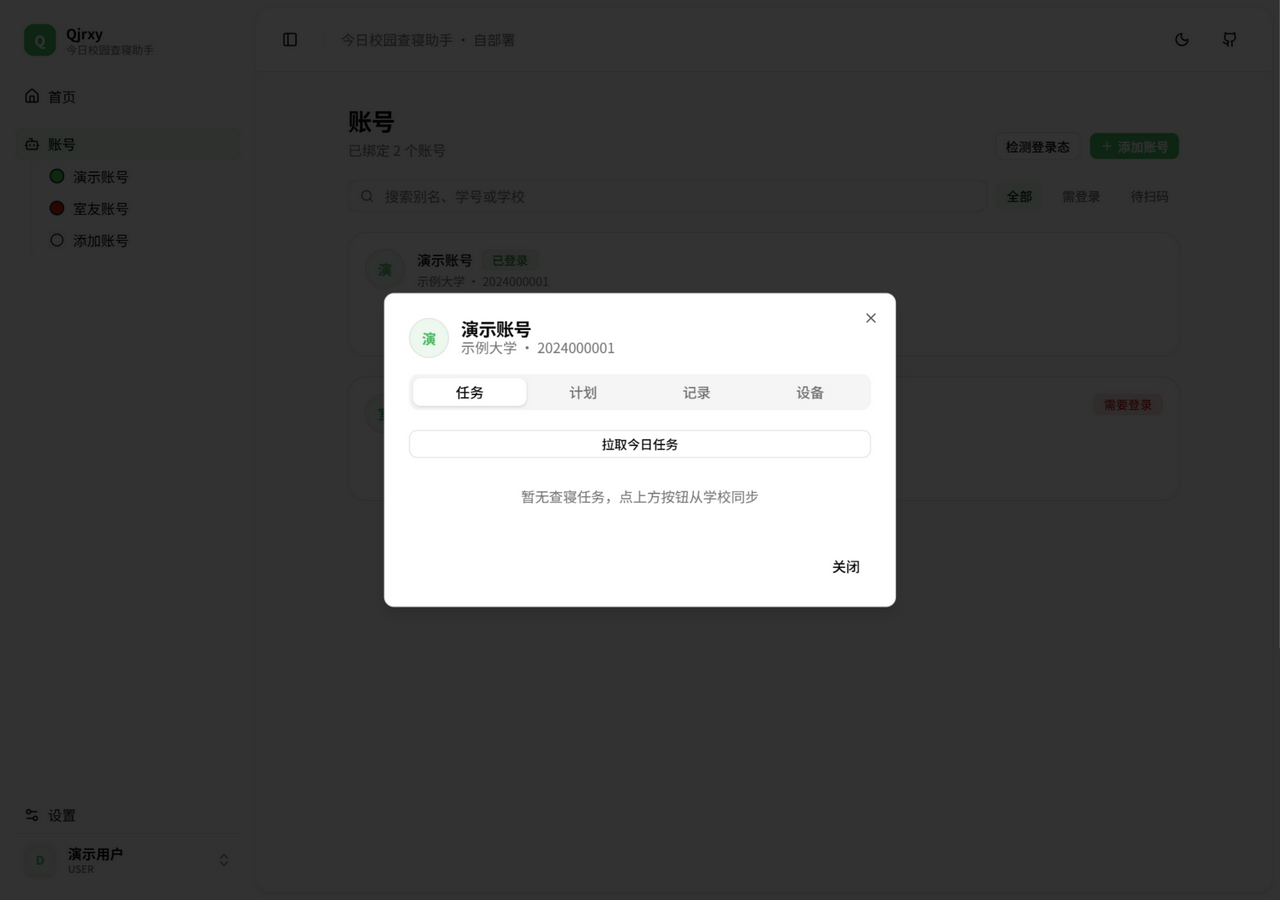 Q
Qjrxy
今日校园查寝助手
首页
账号
演示账号
室友账号
添加账号
设置
D
演示用户
USER
今日校园查寝助手 · 自部署
账号
已绑定 2 个账号
检测登录态
+ 添加账号
搜索别名、学号或学校
全部
需登录
待扫码
演
演示账号
已登录
示例大学 · 2024000001
需要登录
演
演示账号
示例大学 · 2024000001
任务
计划
记录
设备
拉取今日任务
暂无查寝任务，点上方按钮从学校同步
关闭